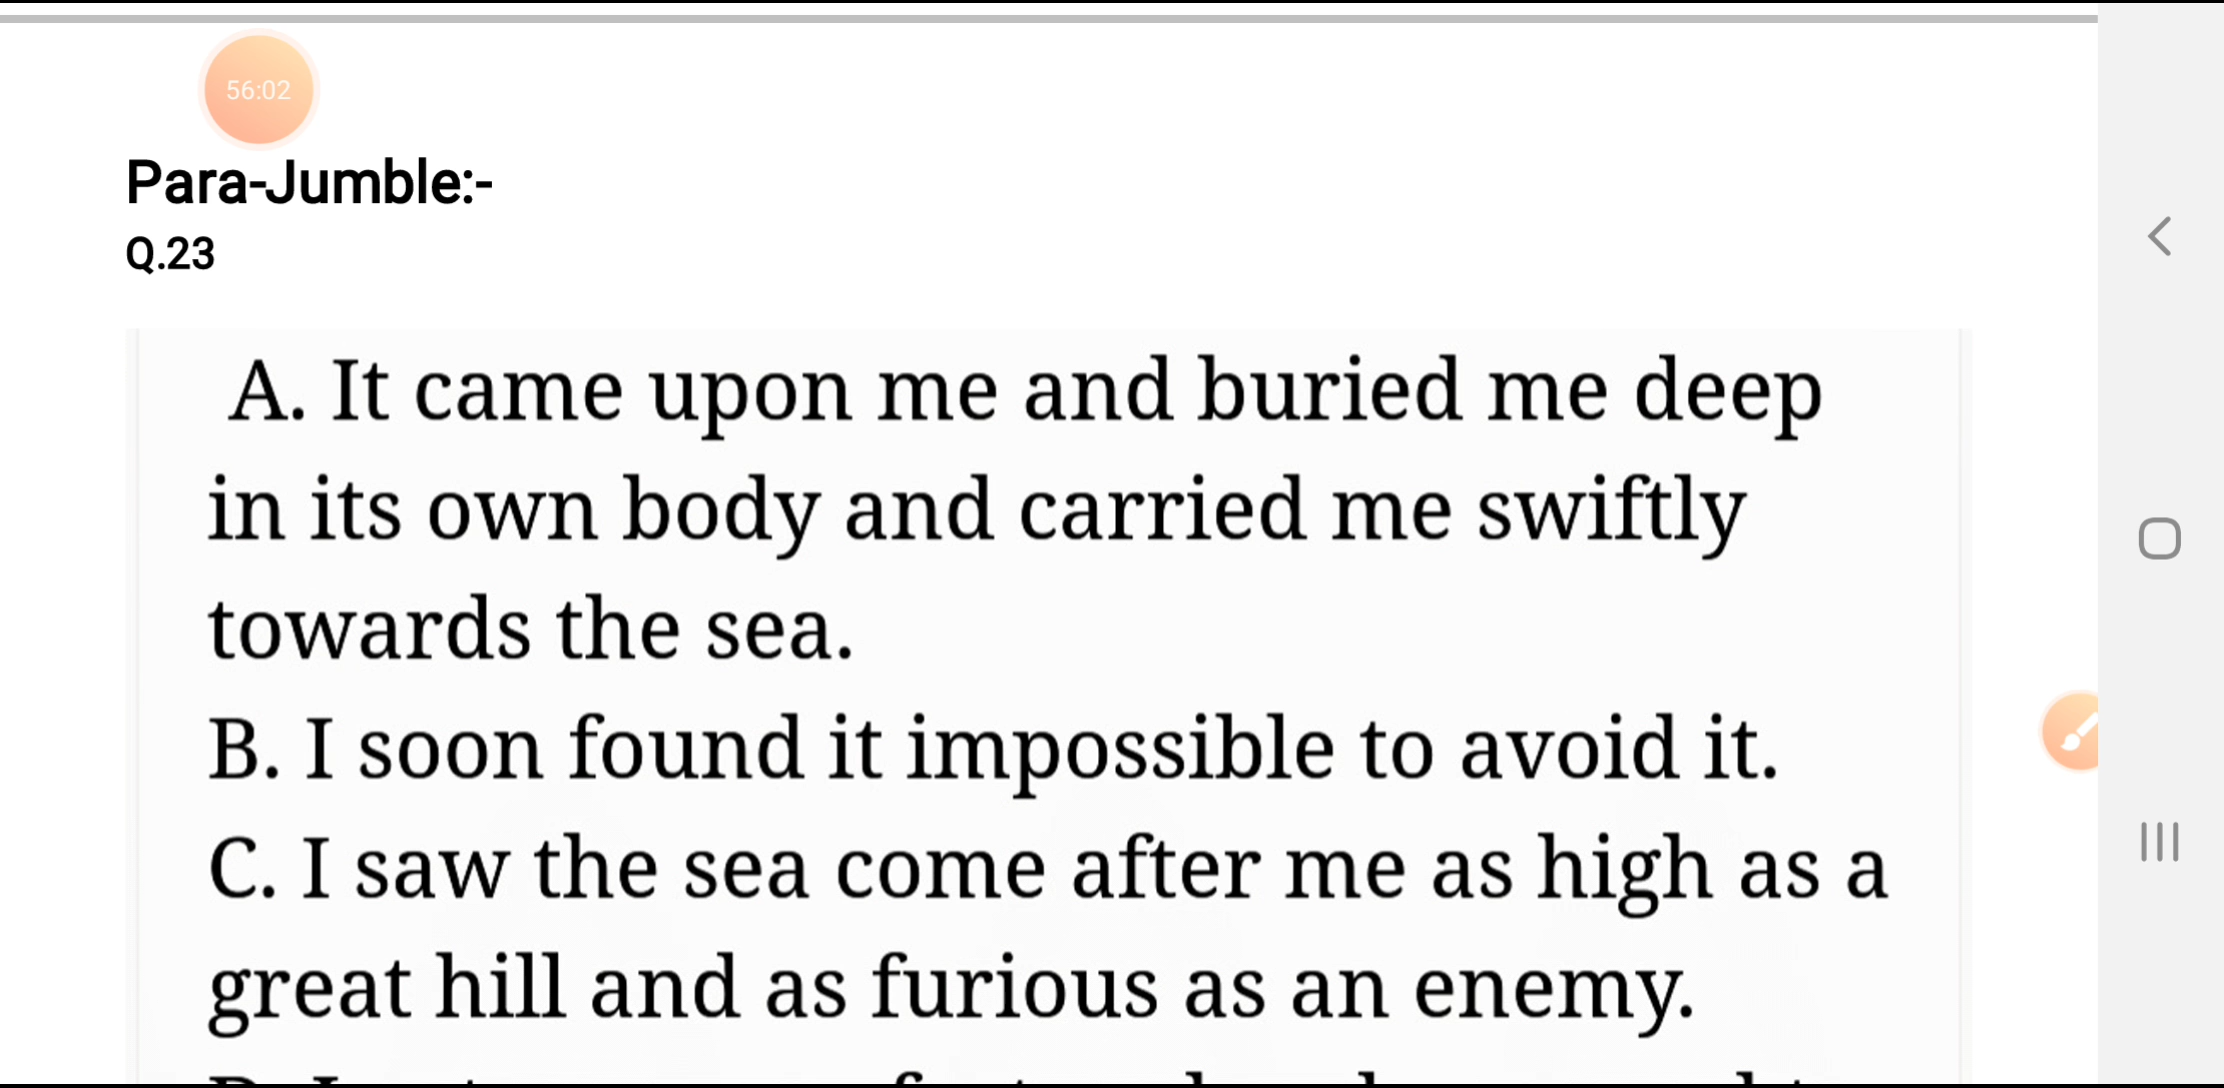 56:02
Para-Jumble:-
Q.23
A. It came upon me and buried me deep
in its own body and carried me swiftly
towards the sea.
B. I soon found it impossible to avoid it.
C. I saw the sea come after me as high as a
great hill and as furious as an enemy.